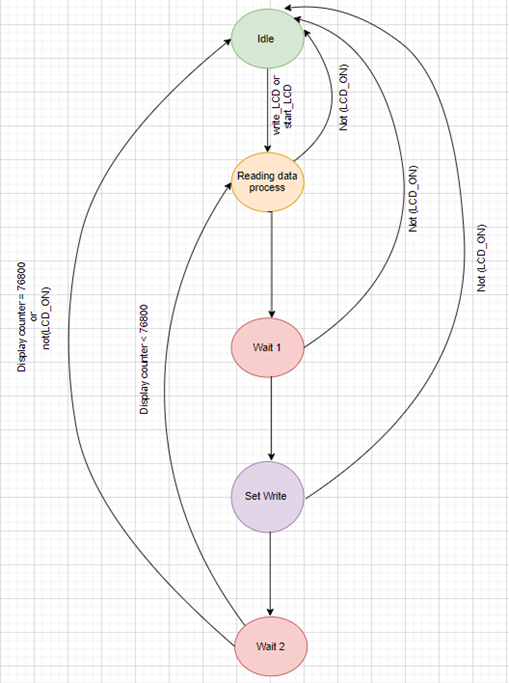 Idle
write_LCD or
start_LCD
Not (LCD_ON)
Reading data
process
Not (LCD_ON)
Not (LCD_ON)
Display counter = 76800
or
not(LCD_ON)
Display counter < 76800
Wait 1
Set Write
Wait 2